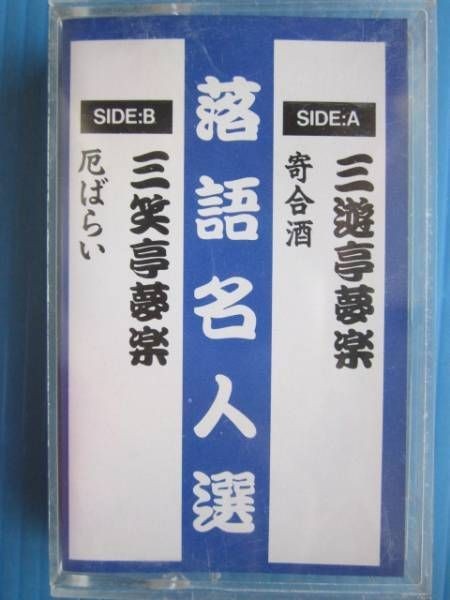 SIDE:A
三遊亭夢楽
寄合酒
落語名人選
SIDE:B
三笑亭夢楽
厄ばらい